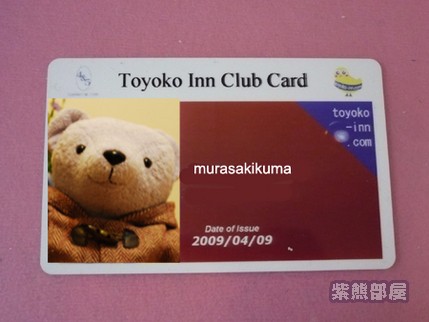 Toyoko Inn Club Card
toyoko
-inn
.com
murasakikuma
Date of Issue
2009/04/09
紫熊部屋